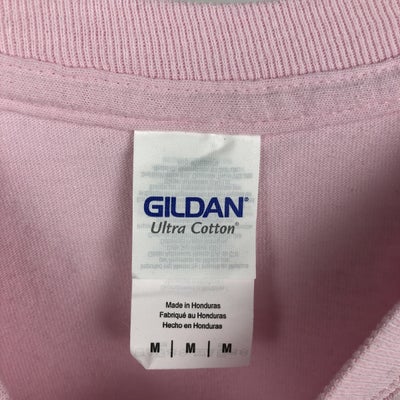 GILDAN®
Ultra Cotton®
Made in Honduras
Fabriqué au Honduras
Hecho en Honduras
M | M | M